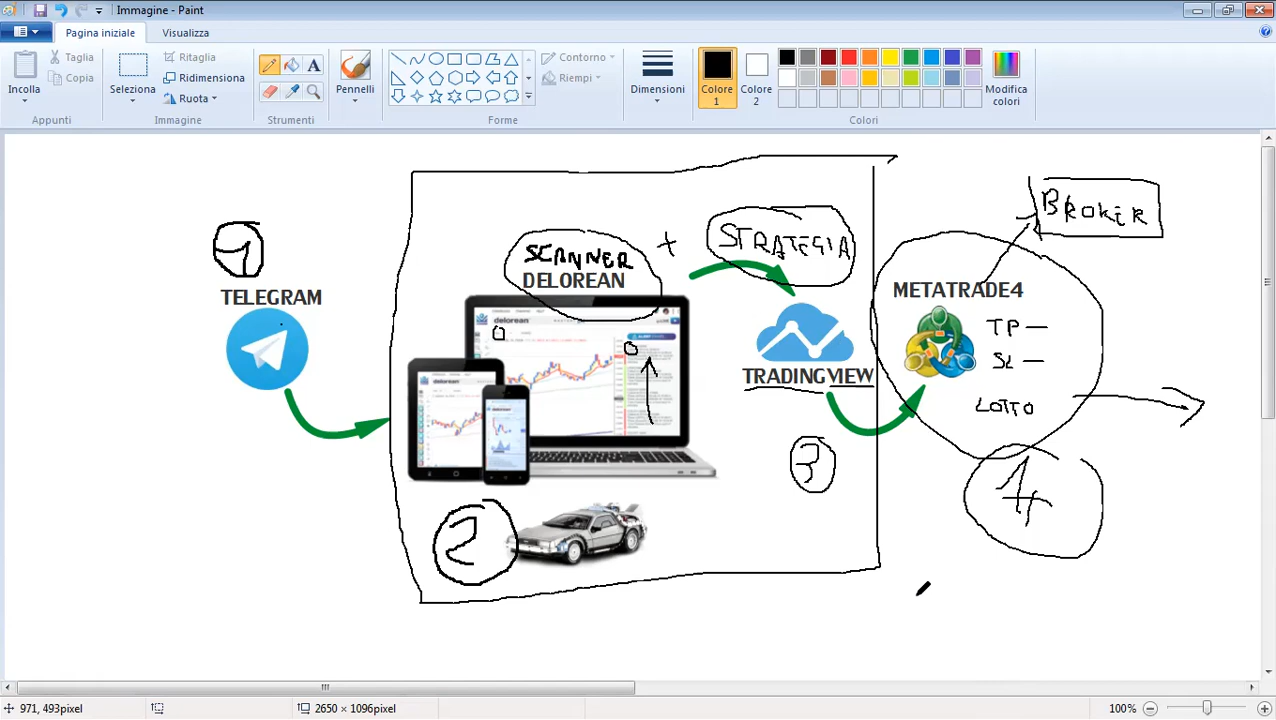 Immagine - Paint
Pagina iniziale
Visualizza
Incolla
Taglia
Copia
Appunti
Seleziona
Ritaglia
Ridimensiona
Ruota
Immagine
Strumenti
Pennelli
Forme
Contorno
Riempi
Dimensioni
Colore 1
Colore 2
Modifica colori
Colori
1
TELEGRAM
SCANNER
DELOREAN
+
STRATEGIA
BROKER
METATRADE4
TP —
SL —
LOTTO
TRADINGVIEW
delorean
delorean
2
3
4
971, 493pixel
2650 × 1096pixel
100%